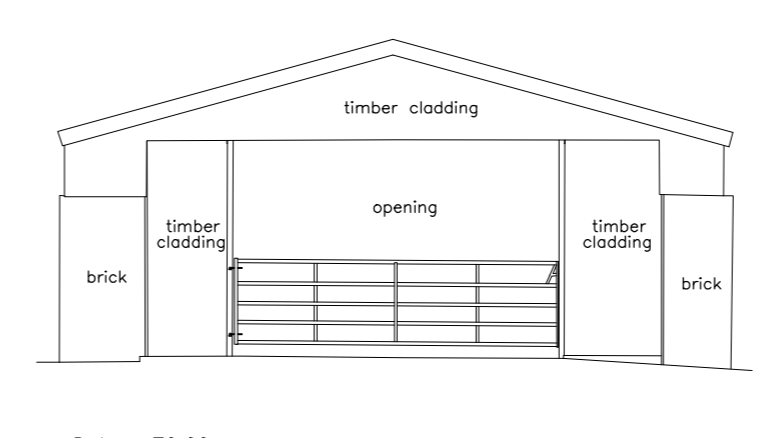 timber cladding
opening
timber
cladding
timber
cladding
brick
brick